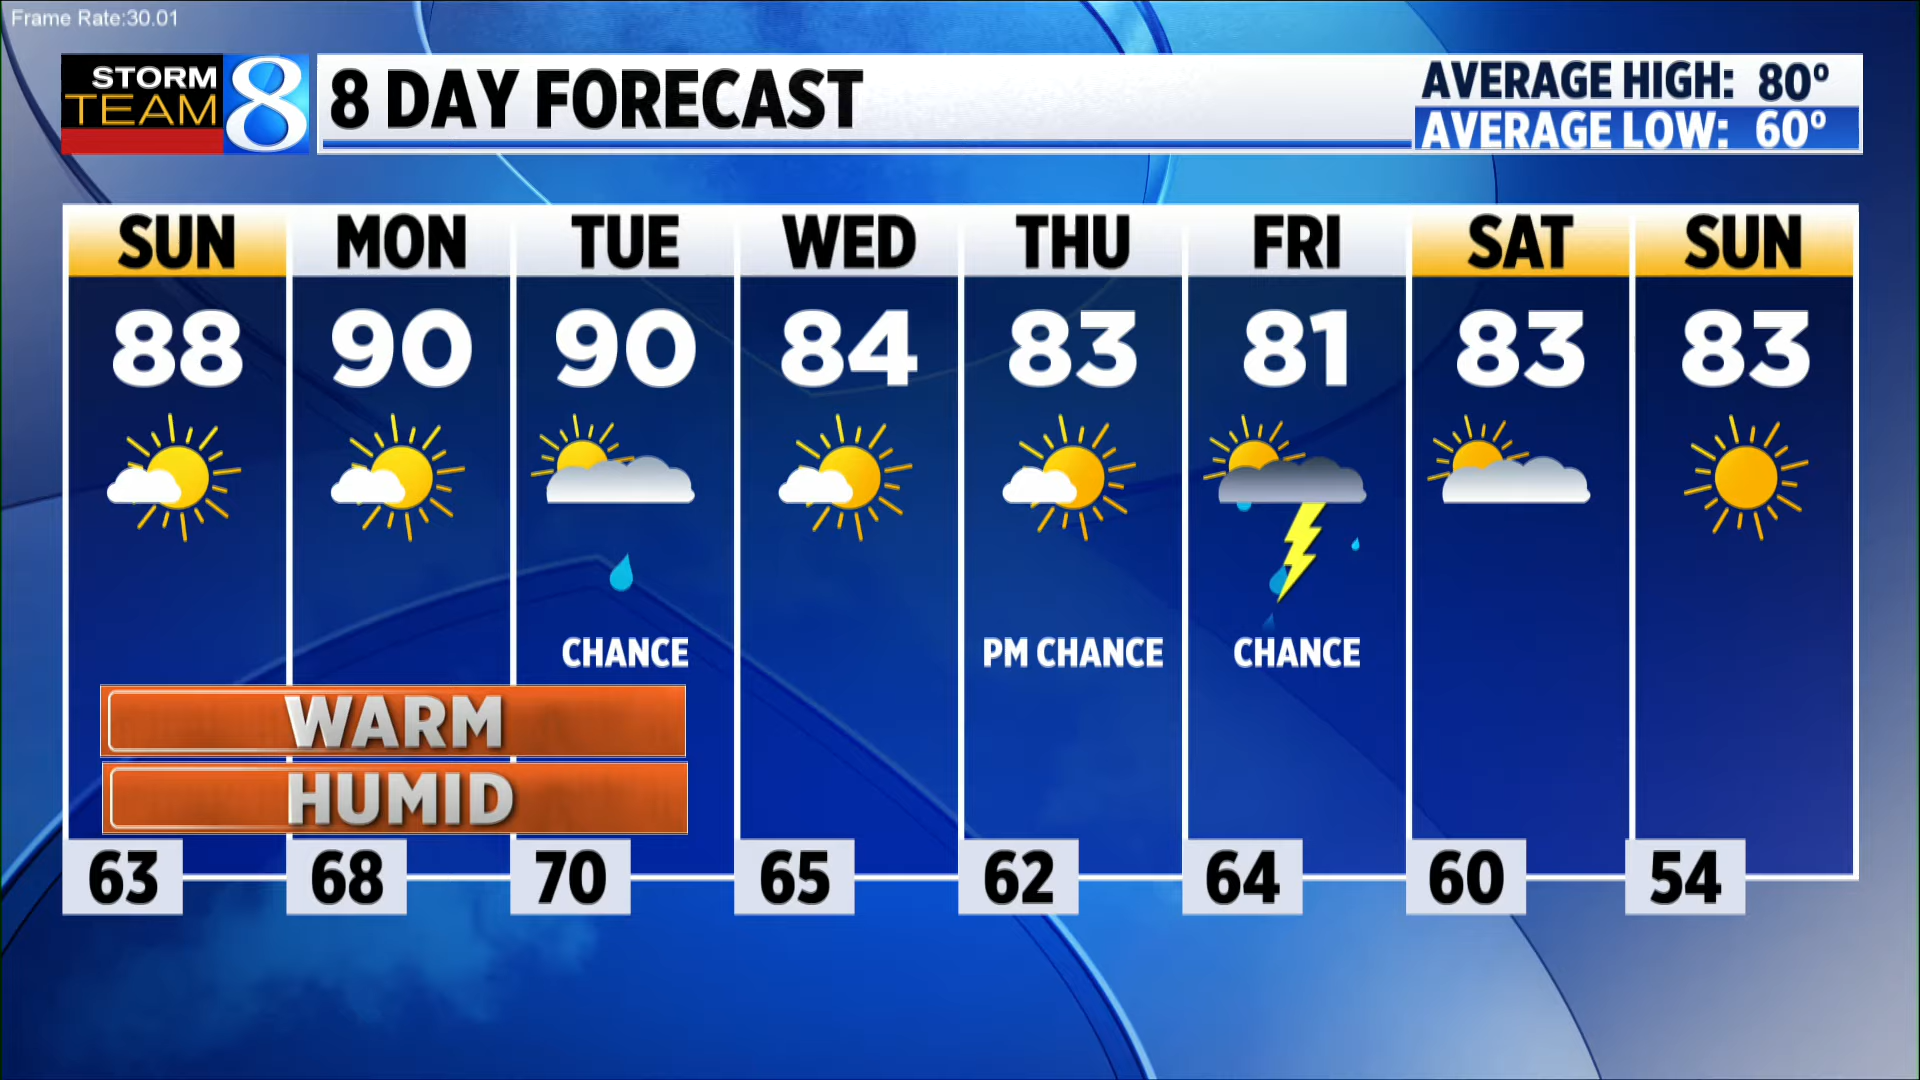 Frame Rate:30.01
STORM
TEAM
8
8 DAY FORECAST
AVERAGE HIGH: 80º
AVERAGE LOW: 60º
SUN MON TUE WED THU FRI SAT SUN
88 90 90 84 83 81 83 83
CHANCE PM CHANCE CHANCE
WARM
HUMID
63 68 70 65 62 64 60 54